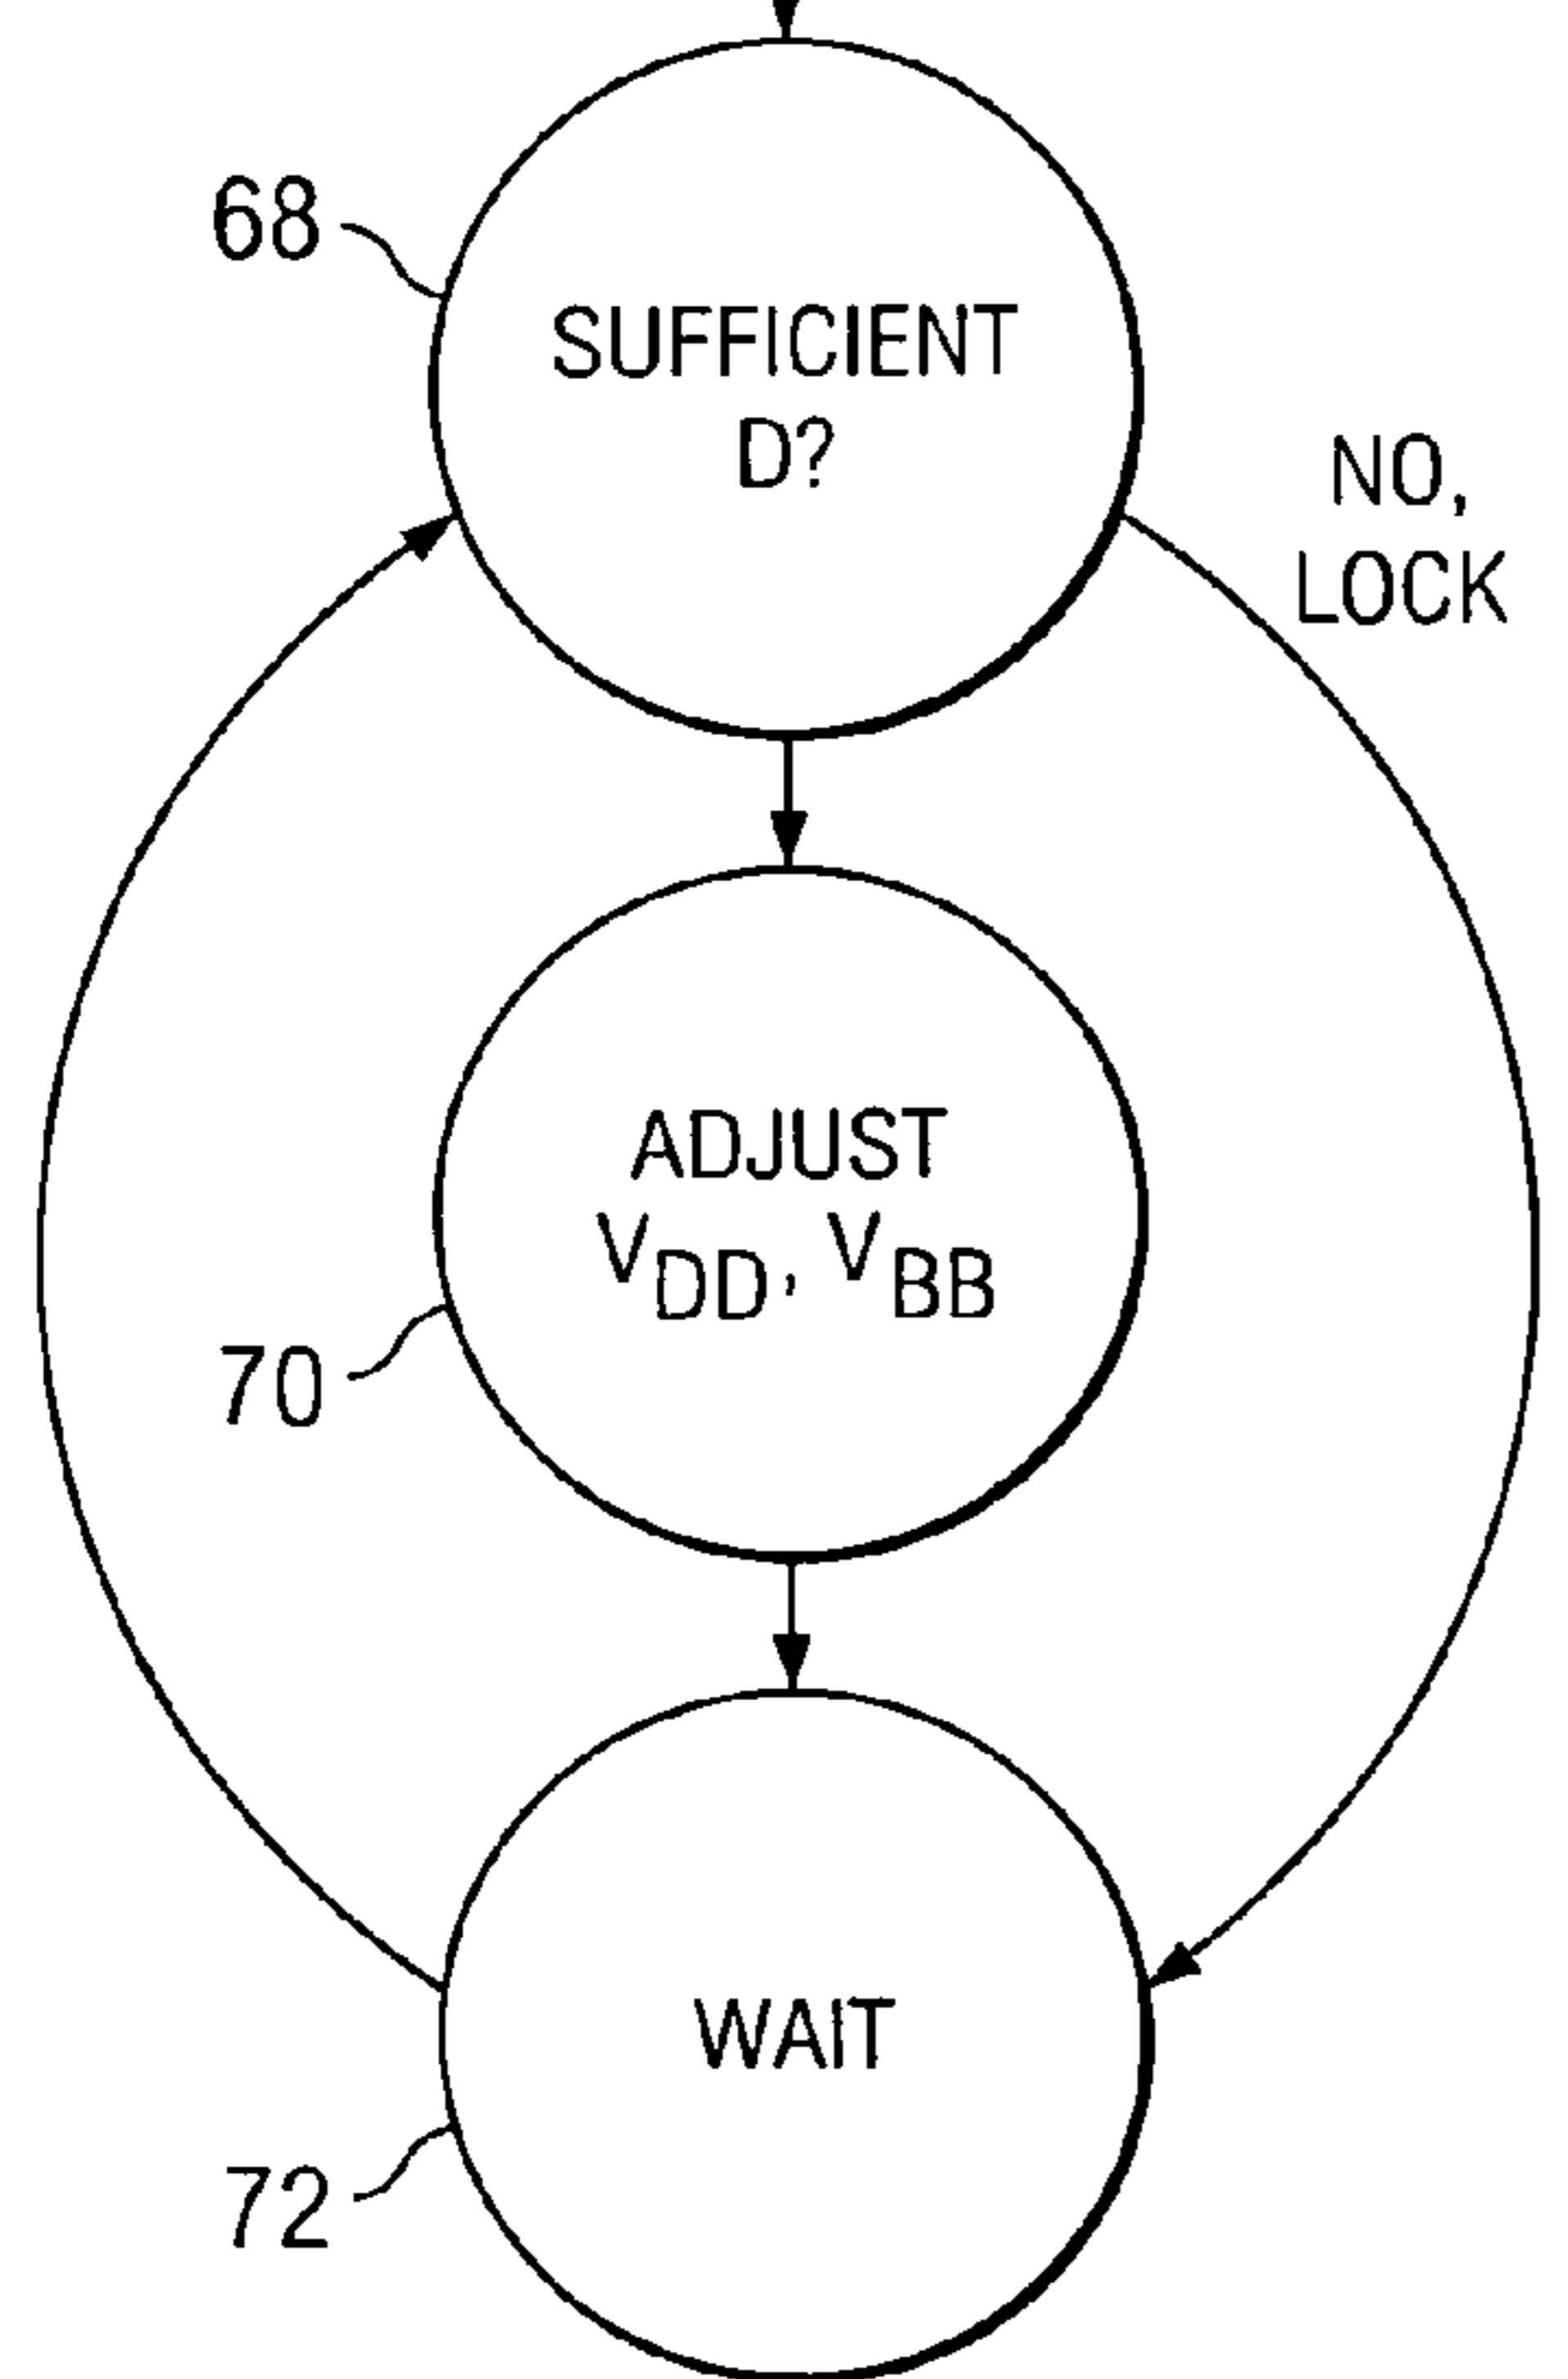 68
SUFFICIENT
D?
NO,
LOCK
ADJUST
VDD, VBB
70
WAIT
72